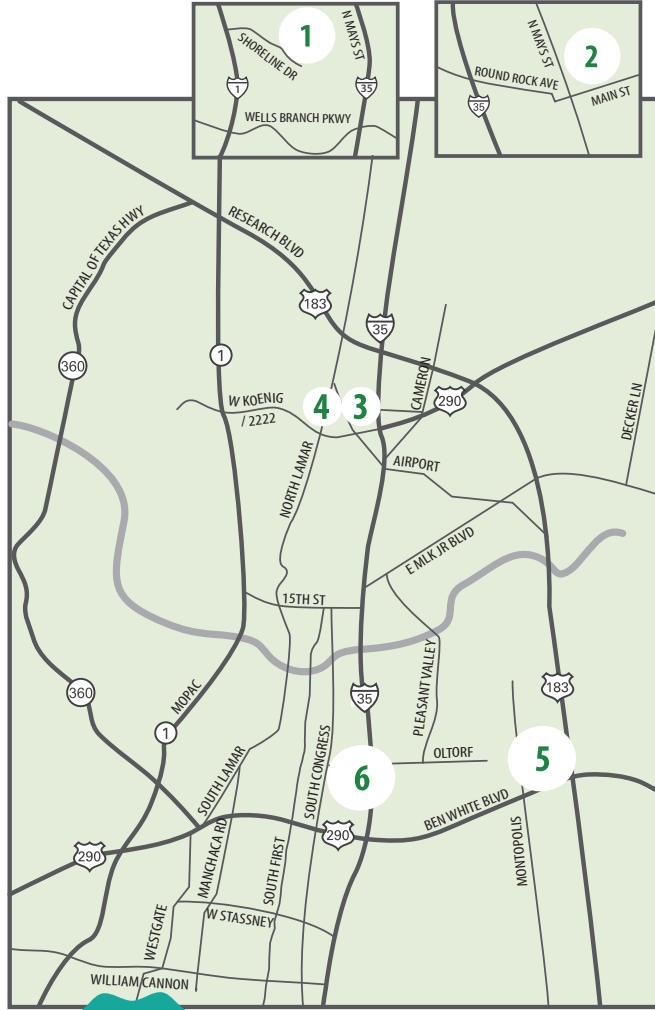 1
N MAYS ST
SHORELINE DR
1
35
WELLS BRANCH PKWY
N MAYS ST
2
ROUND ROCK AVE
MAIN ST
35
CAPITAL OF TEXAS HWY
RESEARCH BLVD
183
35
1
360
CAMERON
W KOENIG
/ 2222
4
3
290
DECKER LN
NORTH LAMAR
AIRPORT
E MLK JR BLVD
15TH ST
PLEASANT VALLEY
360
MOPAC
35
183
1
SOUTH LAMAR
SOUTH CONGRESS
OLTORF
5
6
BEN WHITE BLVD
290
290
MANCHACA RD
SOUTH FIRST
MONTOPOLIS
WESTGATE
W STASSNEY
WILLIAM CANNON